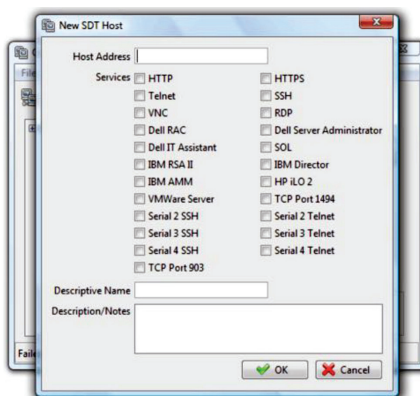 New SDT Host
File
Host Address
Services HTTP HTTPS
Telnet SSH
VNC RDP
Dell RAC Dell Server Administrator
Dell IT Assistant SOL
IBM RSA II IBM Director
IBM AMM HP iLO 2
VMWare Server TCP Port 1494
Serial 2 SSH Serial 2 Telnet
Serial 3 SSH Serial 3 Telnet
Serial 4 SSH Serial 4 Telnet
TCP Port 903
Descriptive Name
Description/Notes
OK Cancel